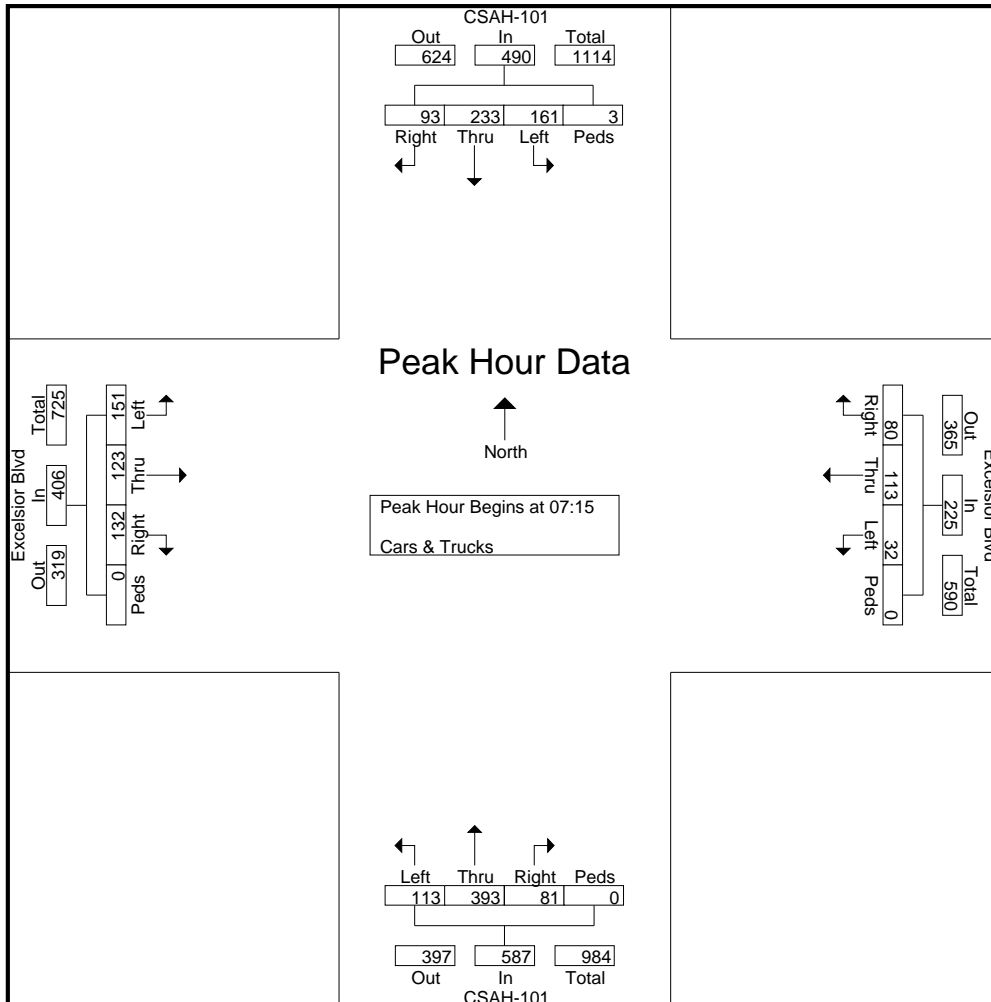 CSAH-101
Out In Total
624 490 1114
93 233 161 3
Right Thru Left Peds
Peak Hour Data
North
Peak Hour Begins at 07:15
Cars & Trucks
Excelsior Blvd
Total In Out
725 406 319
151 123 132 0
Left Thru Right Peds
Right Thru Left Peds
80 113 32 0
Out In Total
365 225 590
Excelsior Blvd
Left Thru Right Peds
113 393 81 0
397 587 984
Out In Total
CSAH-101